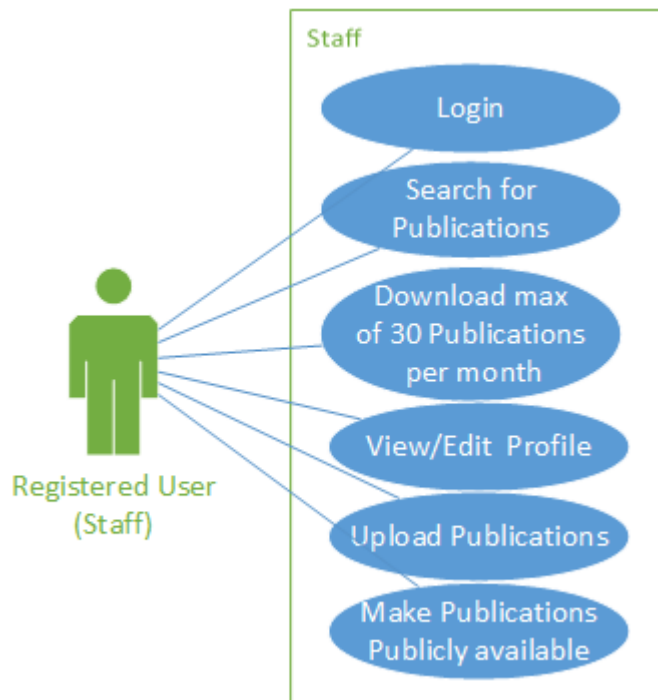 Staff
Login
Search for
Publications
Download max
of 30 Publications
per month
View/Edit Profile
Registered User
(Staff)
Upload Publications
Make Publications
Publicly available